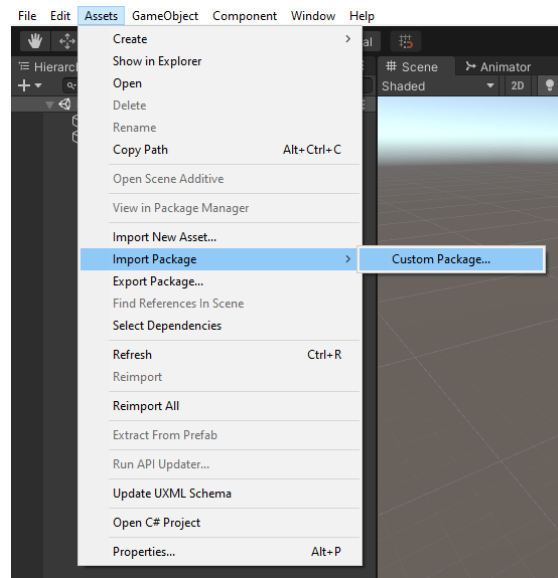 File Edit Assets GameObject Component Window Help
Create
Show in Explorer
Open
Delete
Rename
Copy Path Alt+Ctrl+C
Open Scene Additive
View in Package Manager
Import New Asset...
Import Package
Custom Package...
Export Package...
Find References In Scene
Select Dependencies
Refresh Ctrl+R
Reimport
Reimport All
Extract From Prefab
Run API Updater...
Update UXML Schema
Open C# Project
Properties... Alt+P
al
Hierarc
# Scene Animator
Shaded 2D